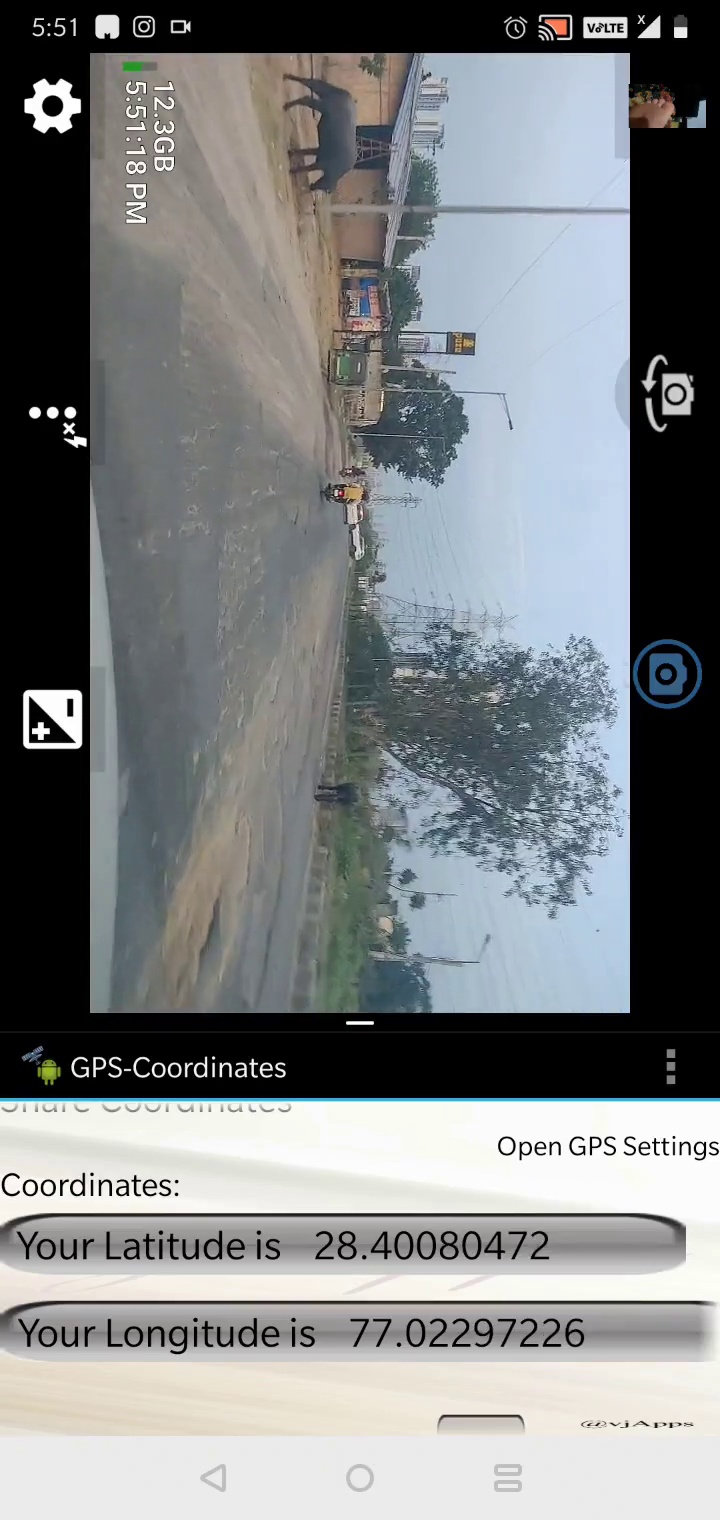 5:51
VoLTE
X
12.3GB
5:51:18 PM
GPS-Coordinates
Share Coordinates
Open GPS Settings
Coordinates:
Your Latitude is 28.40080472
Your Longitude is 77.02297226
@vjApps